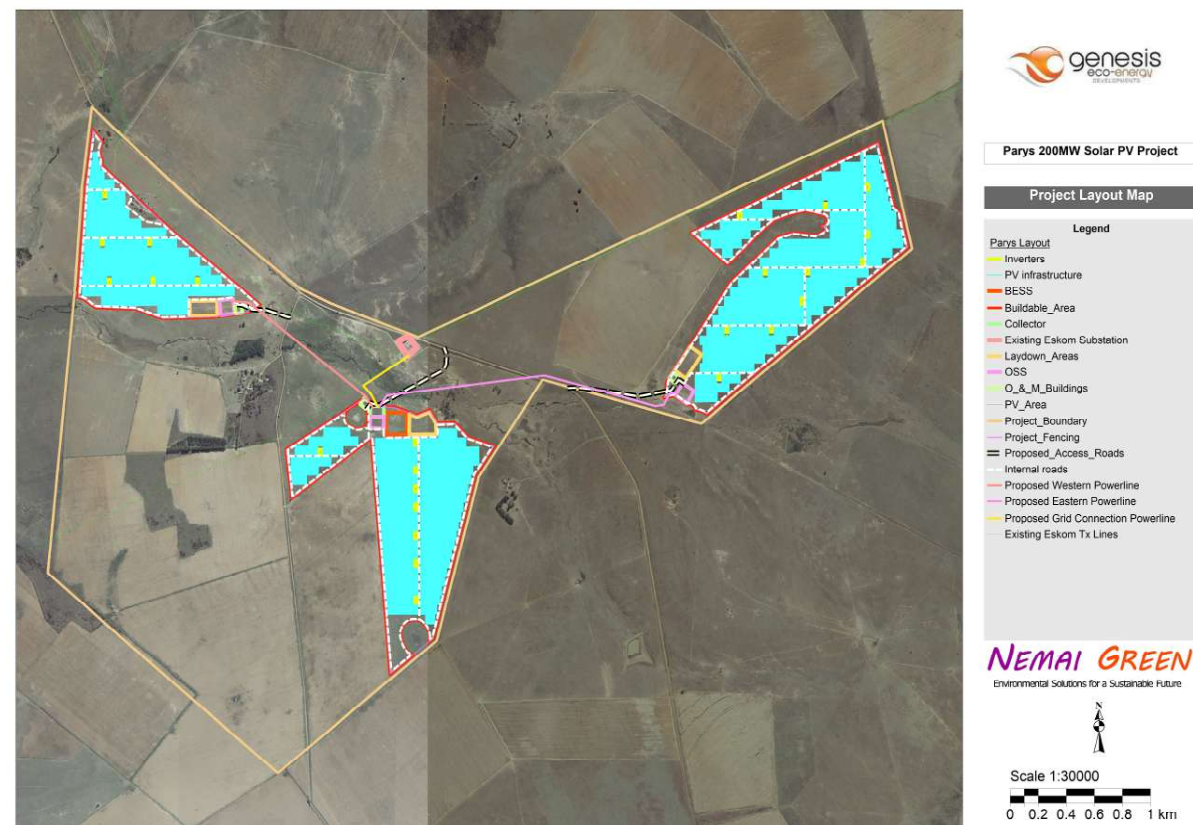 genesis
eco-energy
DEVELOPMENTS
Parys 200MW Solar PV Project
Project Layout Map
Legend
Parys Layout
Inverters
PV infrastructure
BESS
Buildable_Area
Collector
Existing Eskom Substation
Laydown_Areas
OSS
O_&_M_Buildings
PV_Area
Project_Boundary
Project_Fencing
Proposed_Access_Roads
Internal roads
Proposed Western Powerline
Proposed Eastern Powerline
Proposed Grid Connection Powerline
Existing Eskom Tx Lines
NEMAI GREEN
Environmental Solutions for a Sustainable Future
N
Scale 1:30000
0 0.2 0.4 0.6 0.8 1 km